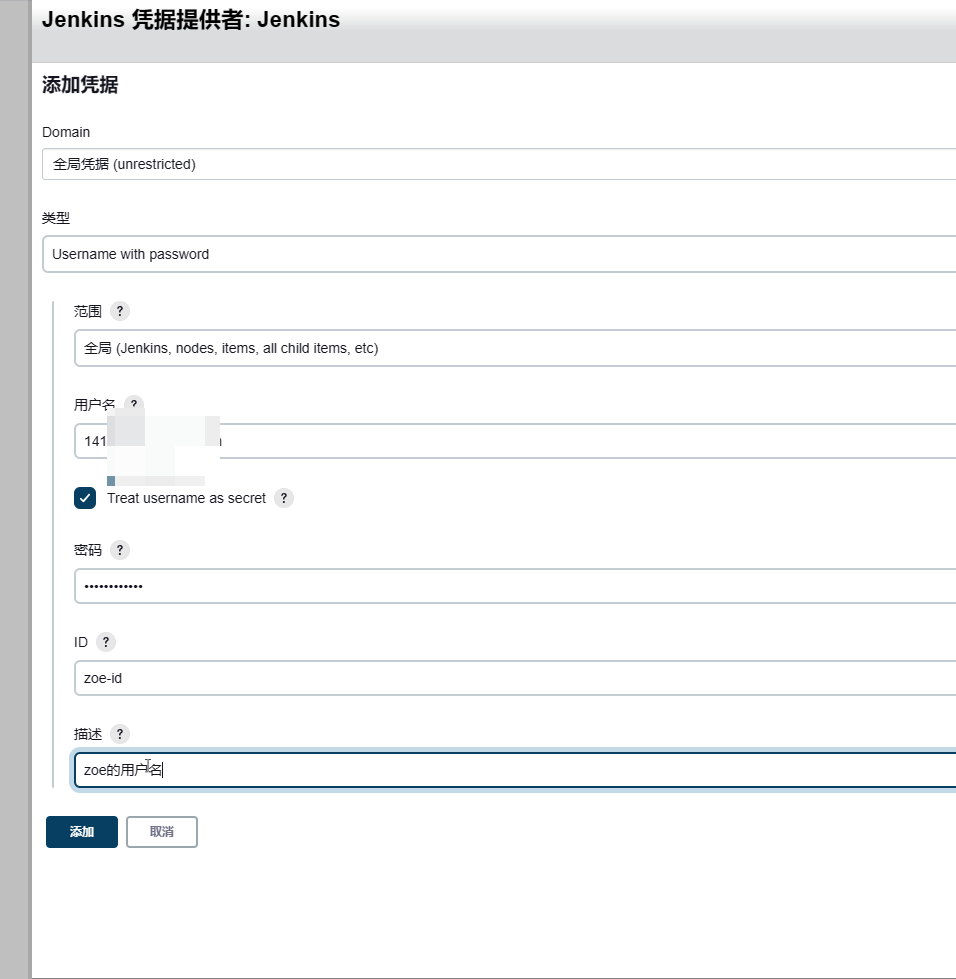 Jenkins 凭据提供者: Jenkins
添加凭据
Domain
全局凭据 (unrestricted)
类型
Username with password
范围 ?
全局 (Jenkins, nodes, items, all child items, etc)
用户名 ?
141
Treat username as secret ?
密码 ?
••••••••••••
ID ?
zoe-id
描述 ?
zoe的用户名
添加 取消